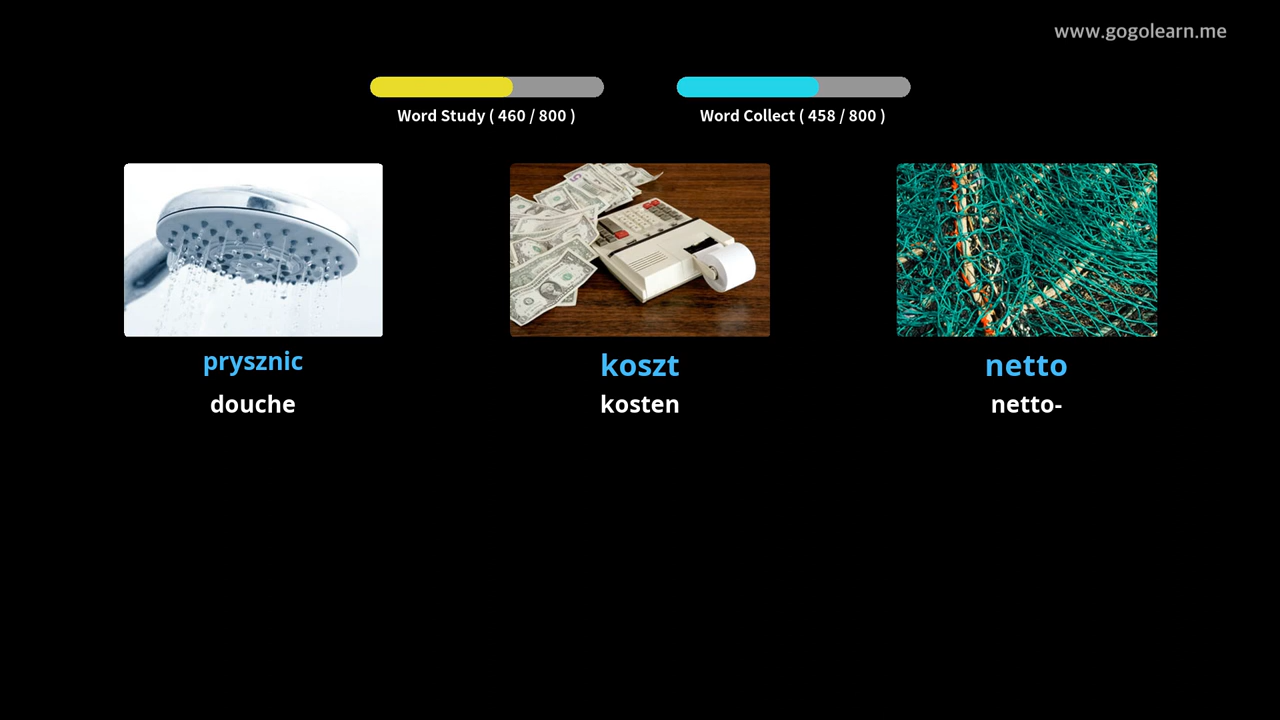 www.gogolearn.me
Word Study ( 460 / 800 )
Word Collect ( 458 / 800 )
prysznic
koszt
netto
douche
kosten
netto-